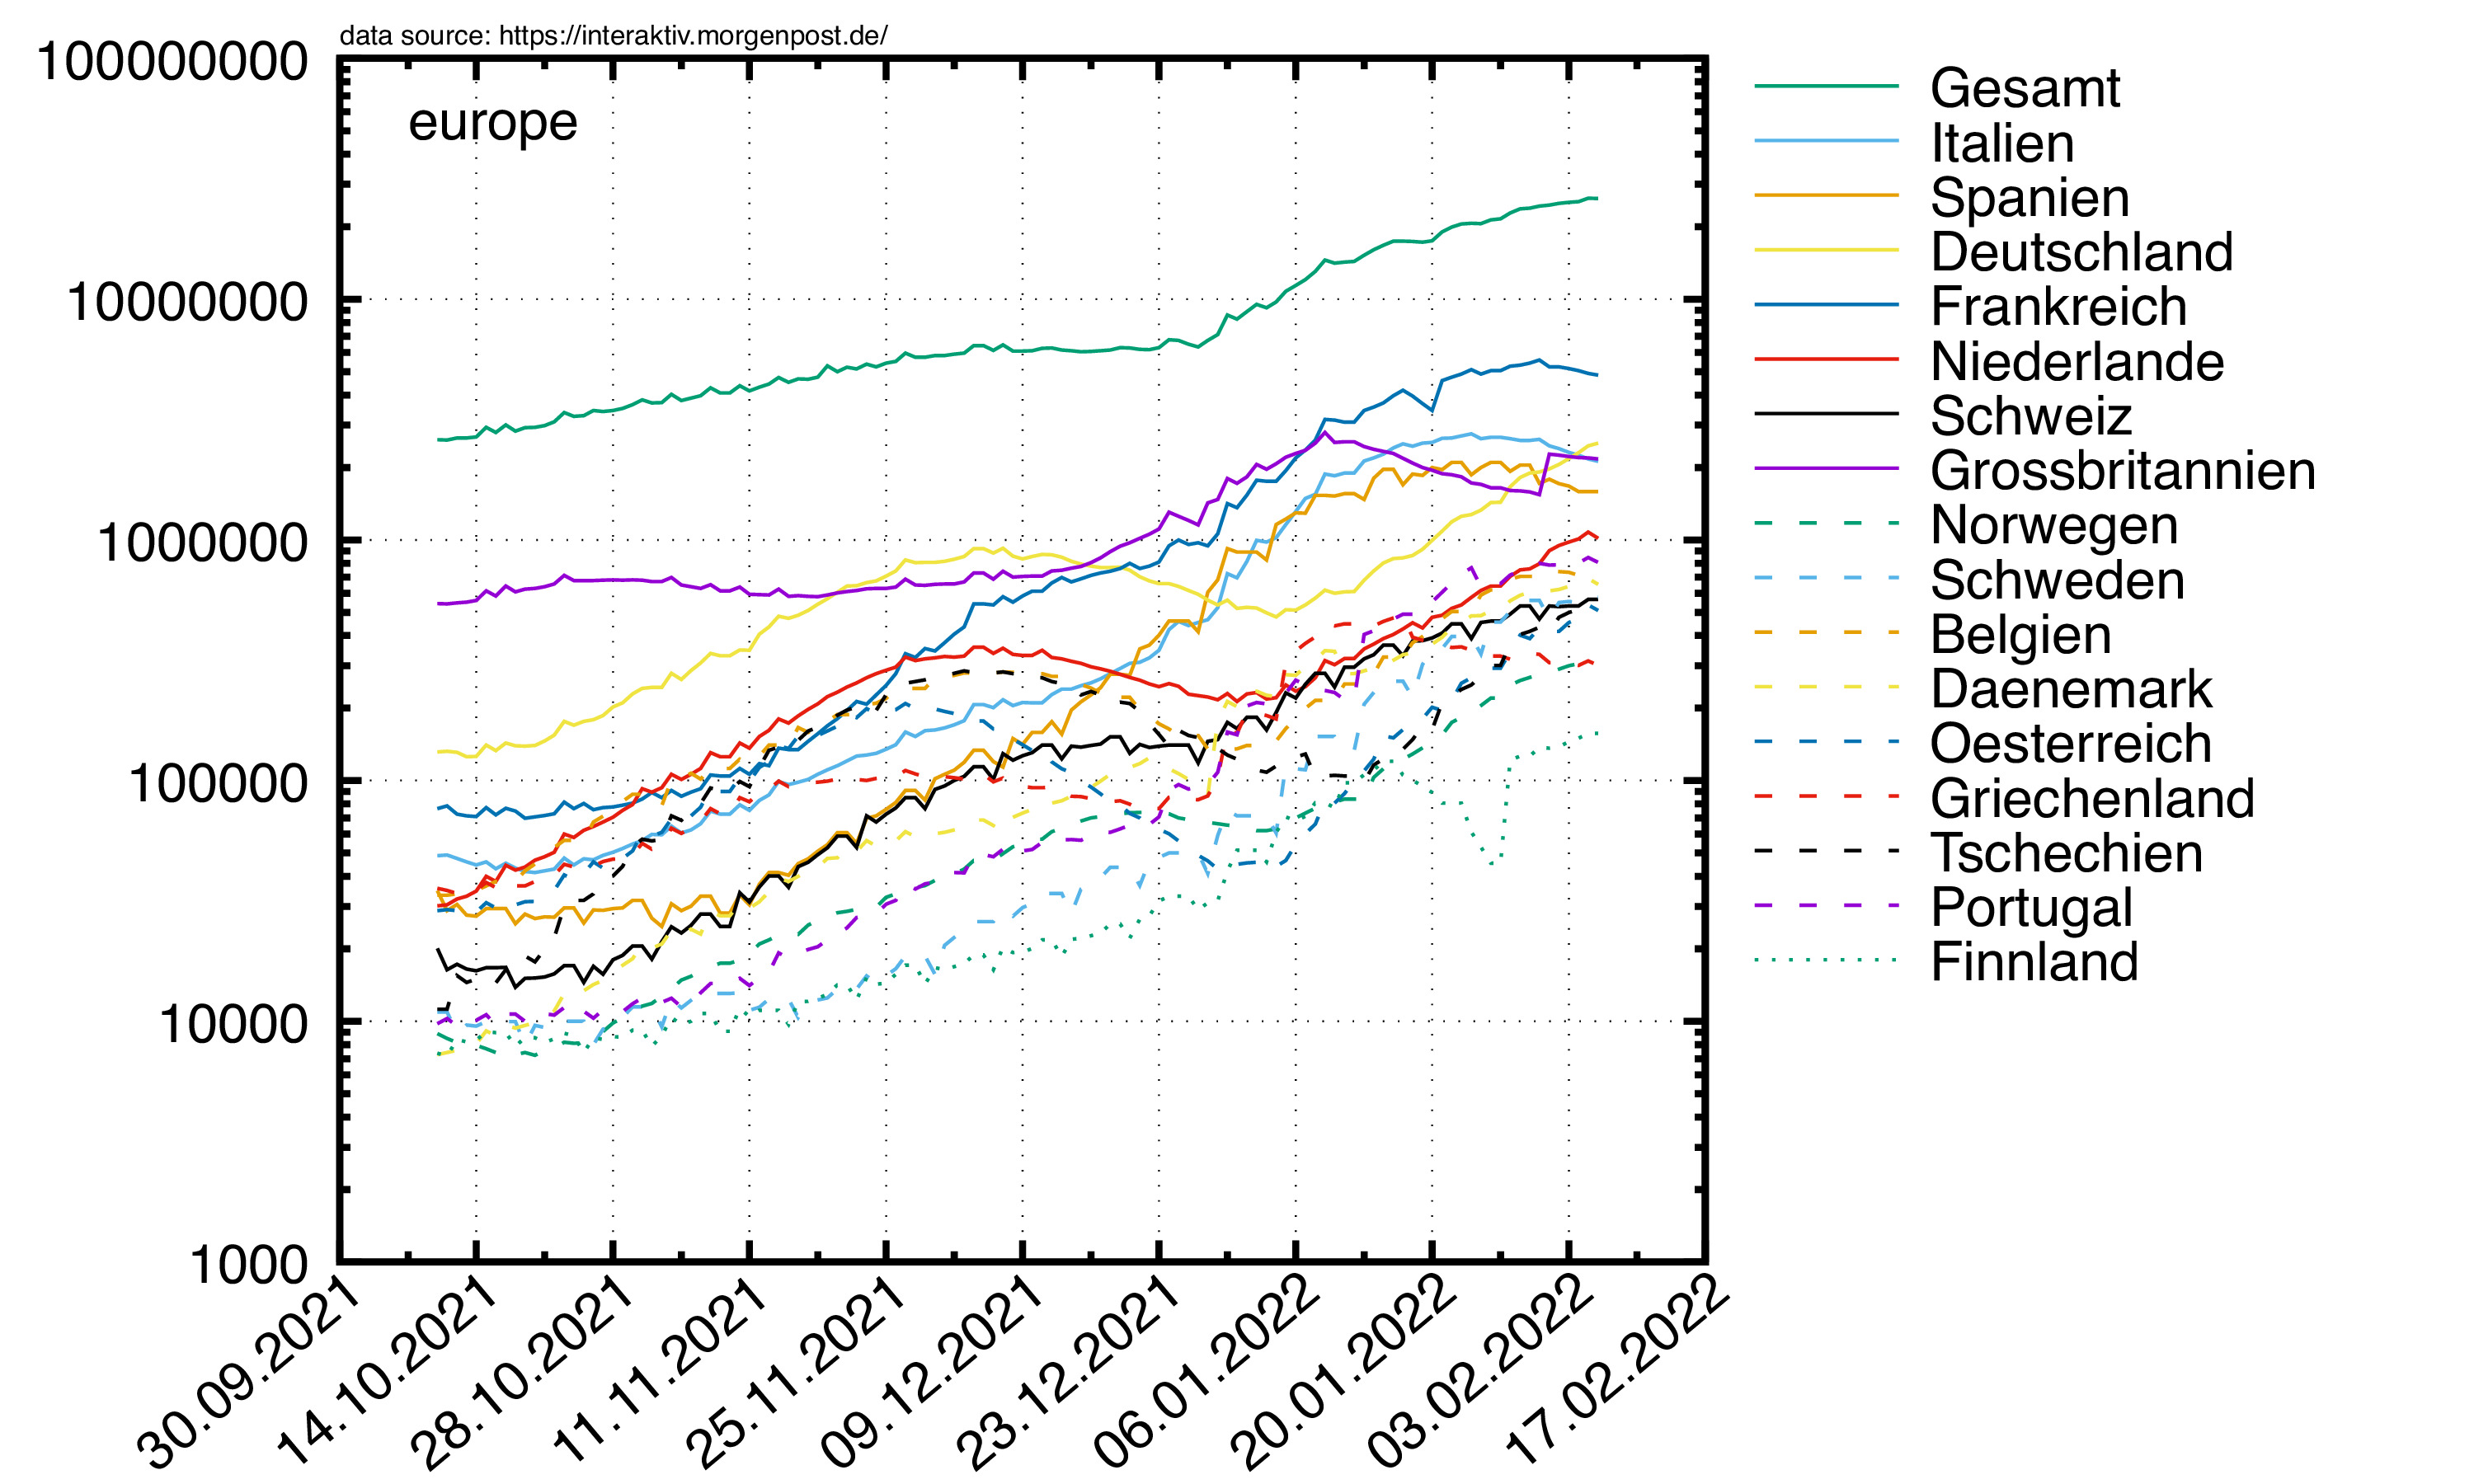 data source: https://interaktiv.morgenpost.de/
europe
100000000
10000000
1000000
100000
10000
1000
30.09.2021
14.10.2021
28.10.2021
11.11.2021
25.11.2021
09.12.2021
23.12.2021
06.01.2022
20.01.2022
03.02.2022
17.02.2022
Gesamt
Italien
Spanien
Deutschland
Frankreich
Niederlande
Schweiz
Grossbritannien
Norwegen
Schweden
Belgien
Daenemark
Oesterreich
Griechenland
Tschechien
Portugal
Finnland